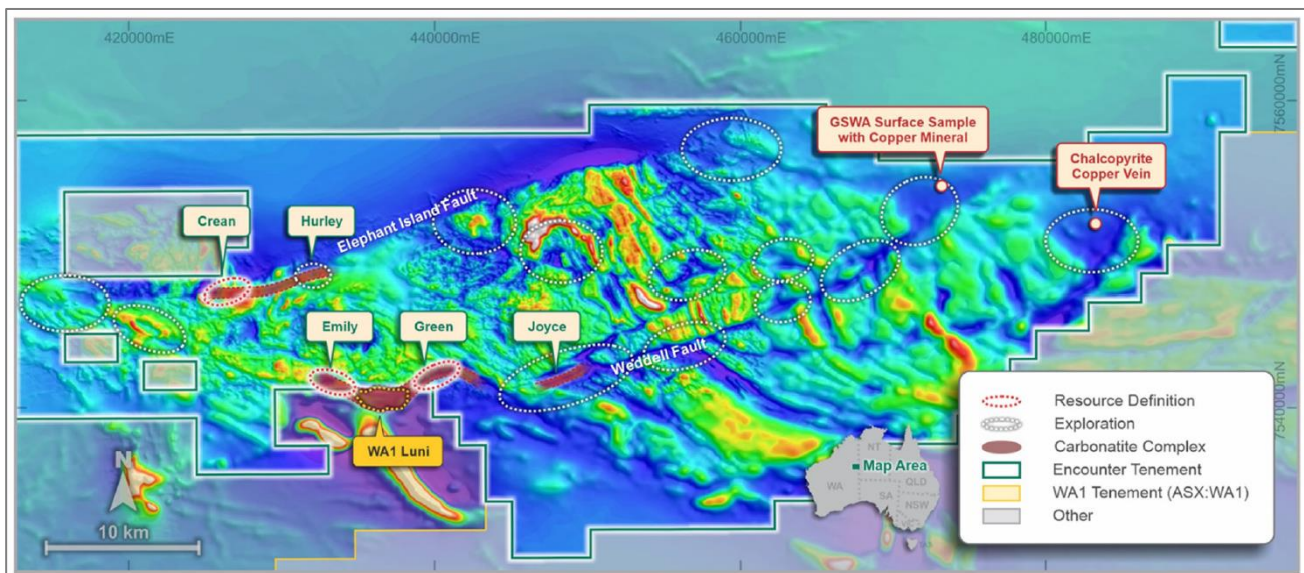 420000mE
440000mE
460000mE
480000mE
7560000mN
GSWA Surface Sample
with Copper Mineral
Chalcopyrite
Copper Vein
Crean
Hurley
Elephant Island Fault
Emily
Green
Joyce
Weddell Fault
WA1 Luni
7540000mN
N
10 km
Map Area
NT
WA
SA
QLD
NSW
Resource Definition
Exploration
Carbonatite Complex
Encounter Tenement
WA1 Tenement (ASX:WA1)
Other